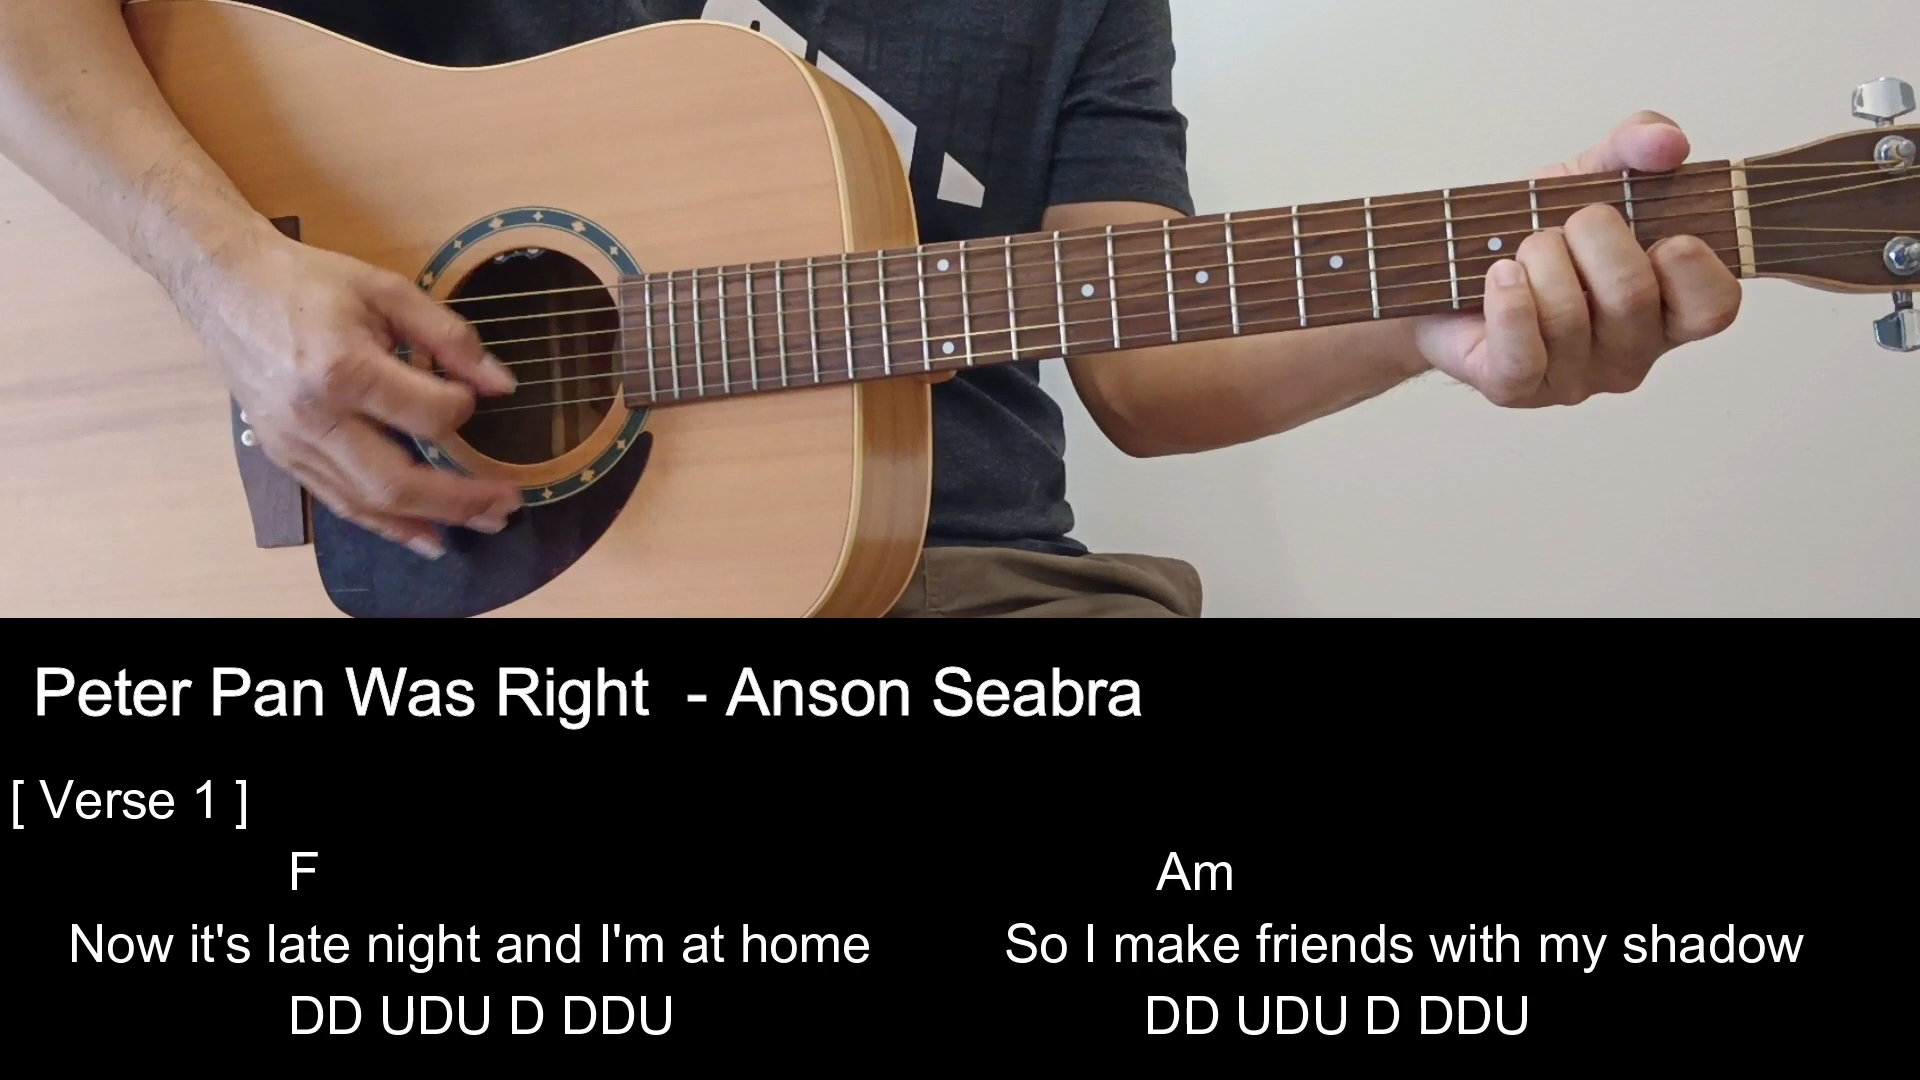 Peter Pan Was Right - Anson Seabra
[ Verse 1 ]
F Am
Now it's late night and I'm at home So I make friends with my shadow
DD UDU D DDU DD UDU D DDU